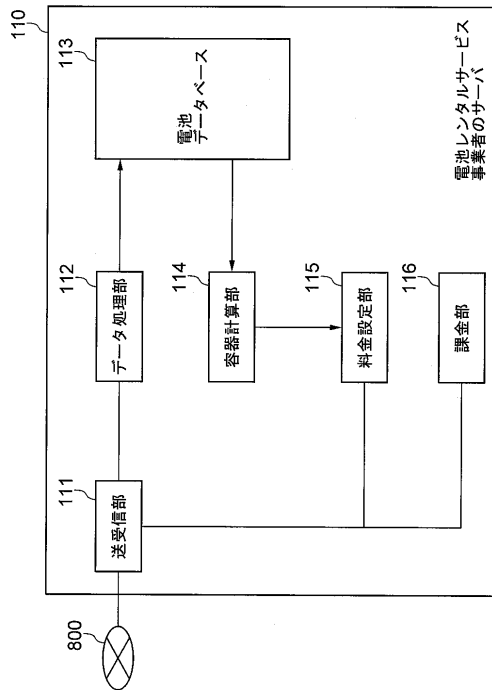 110
113
電池
データベース
112
データ処理部
114
容器計算部
115
料金設定部
116
課金部
111
送受信部
800
電池レンタルサービス
事業者のサーバ